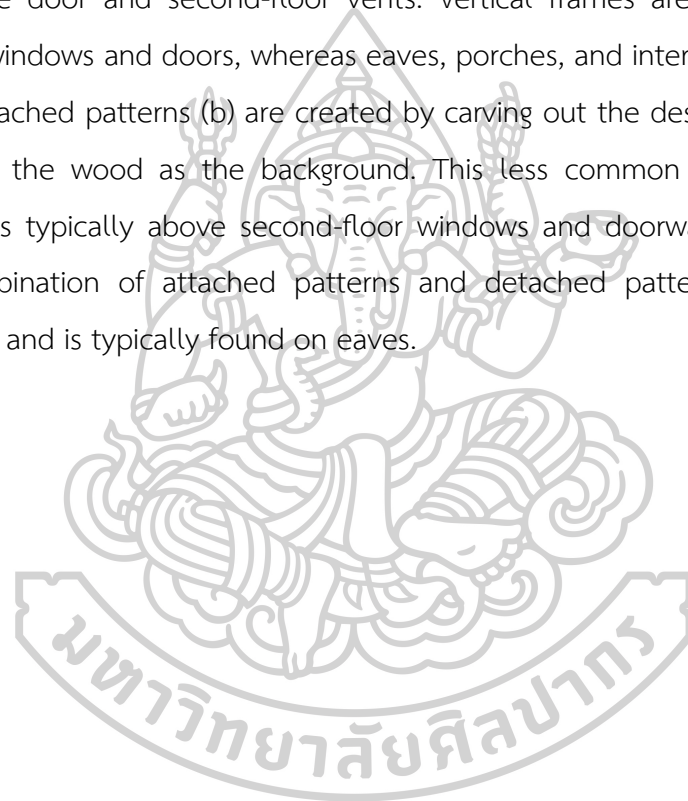 door and second-floor vents. Vertical frames are
windows and doors, whereas eaves, porches, and inter
ached patterns (b) are created by carving out the des
the wood as the background. This less common
s typically above second-floor windows and doorw
bination of attached patterns and detached patte
and is typically found on eaves.
มหาวิทยาลัยศิลปากร